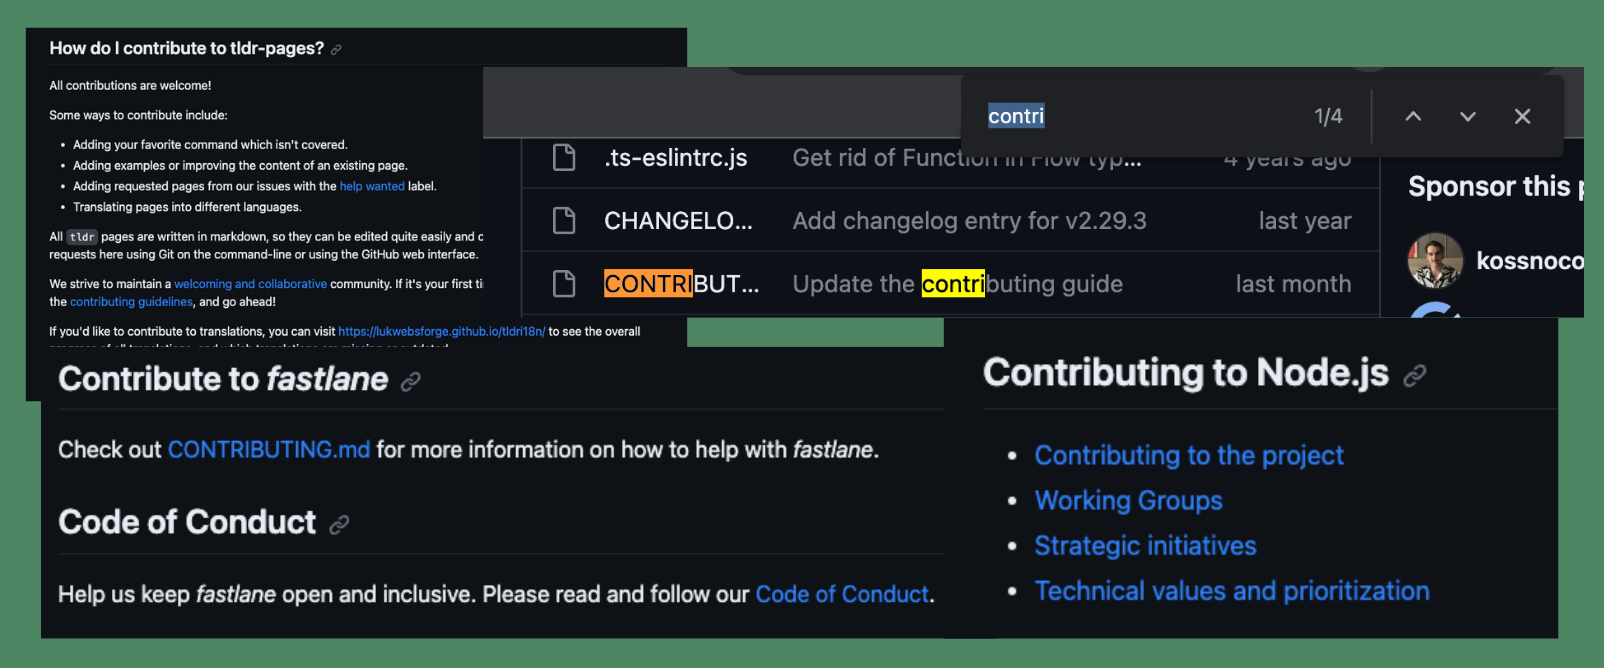 How do I contribute to tldr-pages?
All contributions are welcome!
Some ways to contribute include:
• Adding your favorite command which isn't covered.
• Adding examples or improving the content of an existing page.
• Adding requested pages from our issues with the help wanted label.
• Translating pages into different languages.
All tldr pages are written in markdown, so they can be edited quite easily and
requests here using Git on the command-line or using the GitHub web interface.
We strive to maintain a welcoming and collaborative community. If it's your first
the contributing guidelines, and go ahead!
If you'd like to contribute to translations, you can visit https://lukwebsforge.github.io/tldri18n/ to see the overall
contri 1/4
.ts-eslintrc.js Get rid of Function in Flow typ... 4 years ago
CHANGELO... Add changelog entry for v2.29.3 last year
CONTRIBUT... Update the contributing guide last month
Sponsor this
kossnoco
Contribute to fastlane
Check out CONTRIBUTING.md for more information on how to help with fastlane.
Code of Conduct
Help us keep fastlane open and inclusive. Please read and follow our Code of Conduct.
Contributing to Node.js
• Contributing to the project
• Working Groups
• Strategic initiatives
• Technical values and prioritization